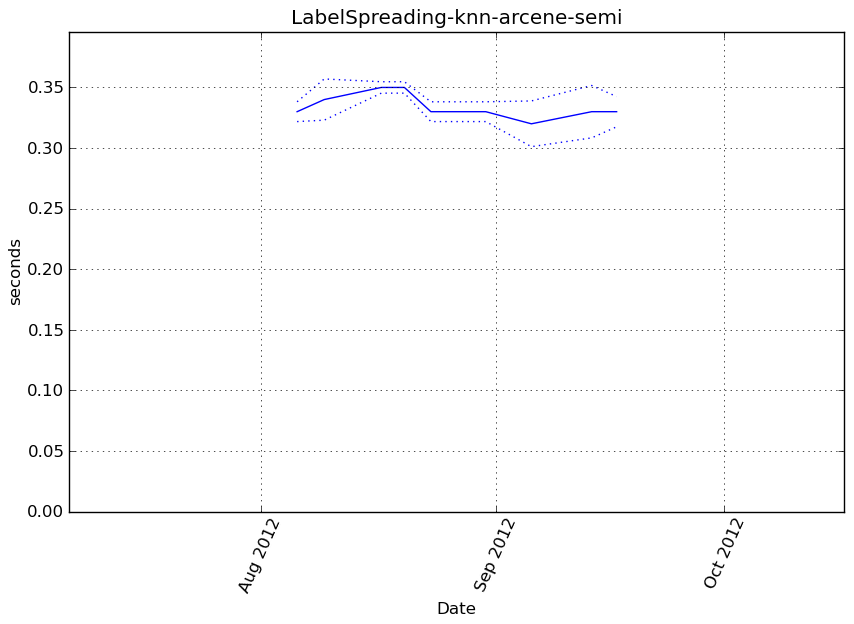 LabelSpreading-knn-arcene-semi
seconds
0.35
0.30
0.25
0.20
0.15
0.10
0.05
0.00
Aug 2012
Sep 2012
Oct 2012
Date